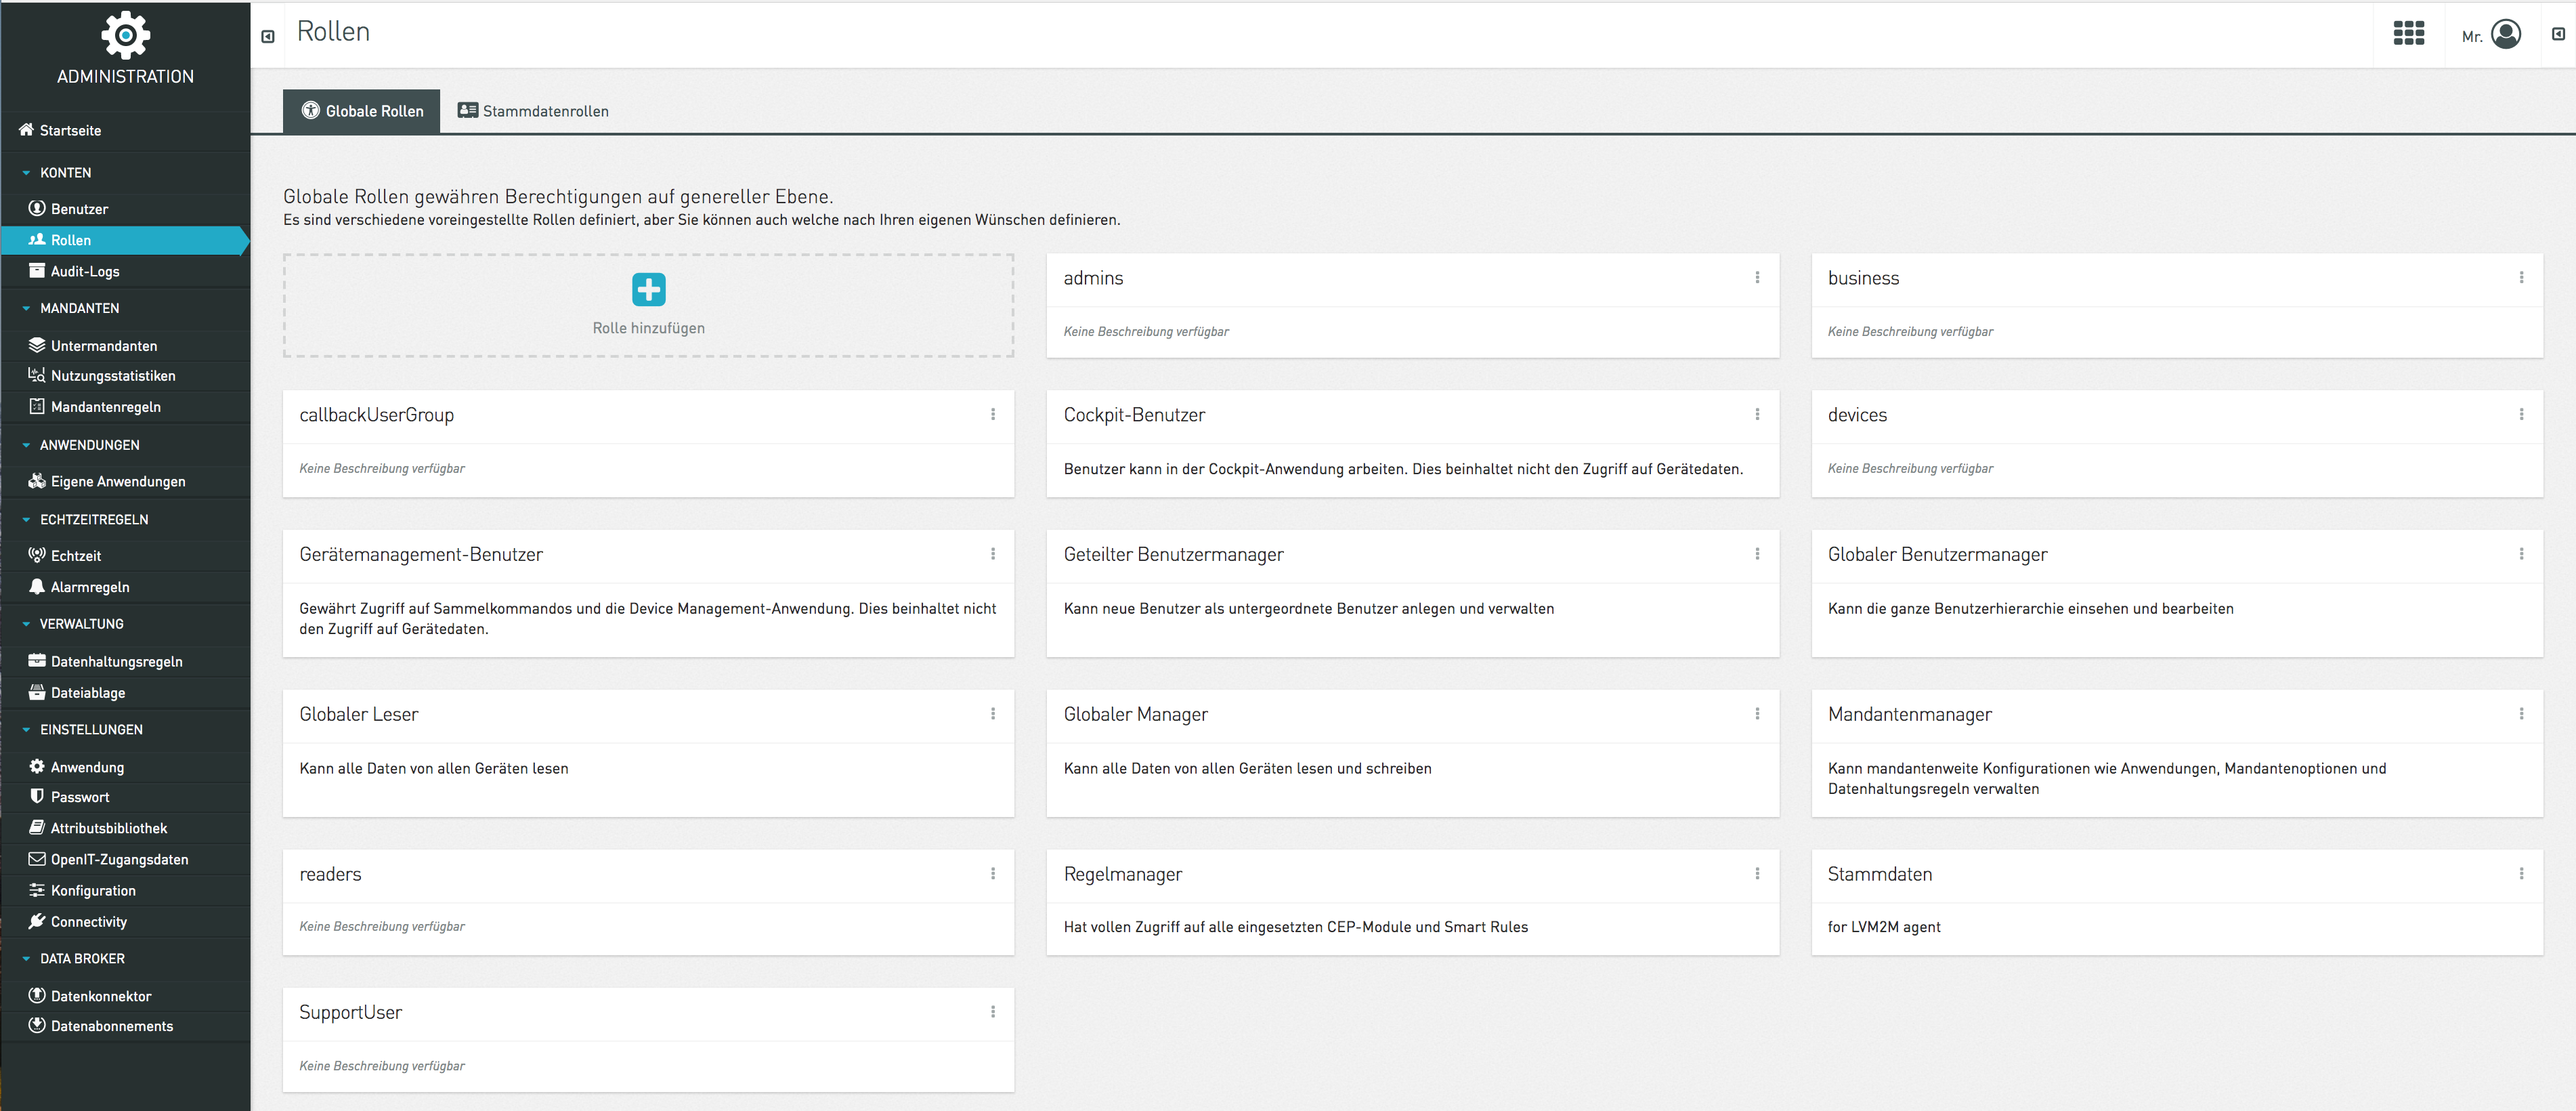 ADMINISTRATION
Startseite
KONTEN
Benutzer
Rollen
Audit-Logs
MANDANTEN
Untermandanten
Nutzungsstatistiken
Mandantenregeln
ANWENDUNGEN
Eigene Anwendungen
ECHTZEITREGELN
Echtzeit
Alarmregeln
VERWALTUNG
Datenhaltungsregeln
Dateiablage
EINSTELLUNGEN
Anwendung
Passwort
Attributsbibliothek
OpenIT-Zugangsdaten
Konfiguration
Connectivity
DATA BROKER
Datenkonnektor
Datenabonnements
Rollen
Mr.
Globale Rollen
Stammdatenrollen
Globale Rollen gewähren Berechtigungen auf genereller Ebene.
Es sind verschiedene voreingestellte Rollen definiert, aber Sie können auch welche nach Ihren eigenen Wünschen definieren.
Rolle hinzufügen
admins
Keine Beschreibung verfügbar
business
Keine Beschreibung verfügbar
callbackUserGroup
Keine Beschreibung verfügbar
Cockpit-Benutzer
Benutzer kann in der Cockpit-Anwendung arbeiten. Dies beinhaltet nicht den Zugriff auf Gerätedaten.
devices
Keine Beschreibung verfügbar
Gerätemanagement-Benutzer
Gewährt Zugriff auf Sammelkommandos und die Device Management-Anwendung. Dies beinhaltet nicht
den Zugriff auf Gerätedaten.
Geteilter Benutzermanager
Kann neue Benutzer als untergeordnete Benutzer anlegen und verwalten
Globaler Benutzermanager
Kann die ganze Benutzerhierarchie einsehen und bearbeiten
Globaler Leser
Kann alle Daten von allen Geräten lesen
Globaler Manager
Kann alle Daten von allen Geräten lesen und schreiben
Mandantenmanager
Kann mandantenweite Konfigurationen wie Anwendungen, Mandantenoptionen und
Datenhaltungsregeln verwalten
readers
Keine Beschreibung verfügbar
Regelmanager
Hat vollen Zugriff auf alle eingesetzten CEP-Module und Smart Rules
Stammdaten
for LVM2M agent
SupportUser
Keine Beschreibung verfügbar